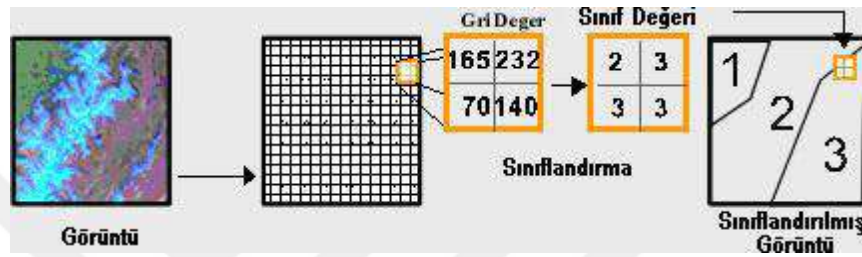 Gri Deger
Sınıf Değeri
165 232
70 140
2 3
3 3
1
2
3
Sınıflandırma
Görüntü
Sınıflandırılmış
Görüntü